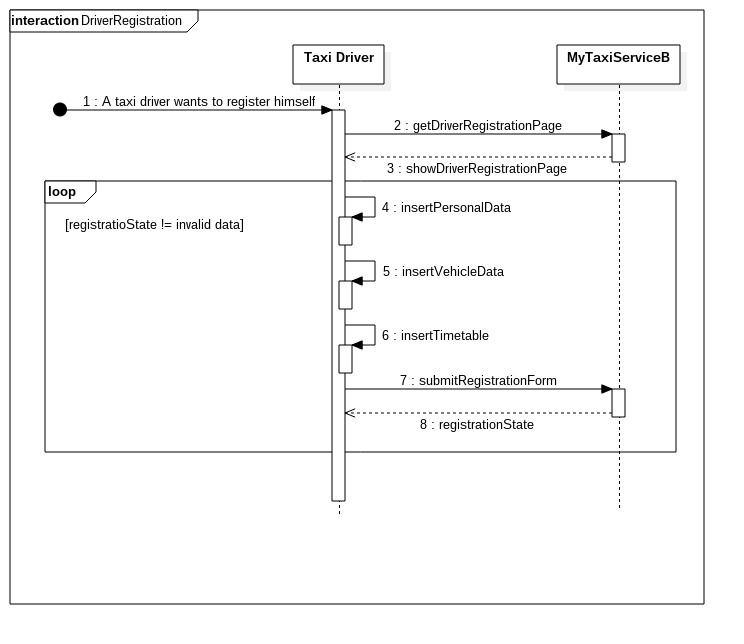 interaction DriverRegistration
Taxi Driver
MyTaxiServiceB
1 : A taxi driver wants to register himself
2 : getDriverRegistrationPage
3 : showDriverRegistrationPage
loop
[registratioState != invalid data]
4 : insertPersonalData
5 : insertVehicleData
6 : insertTimetable
7 : submitRegistrationForm
8 : registrationState